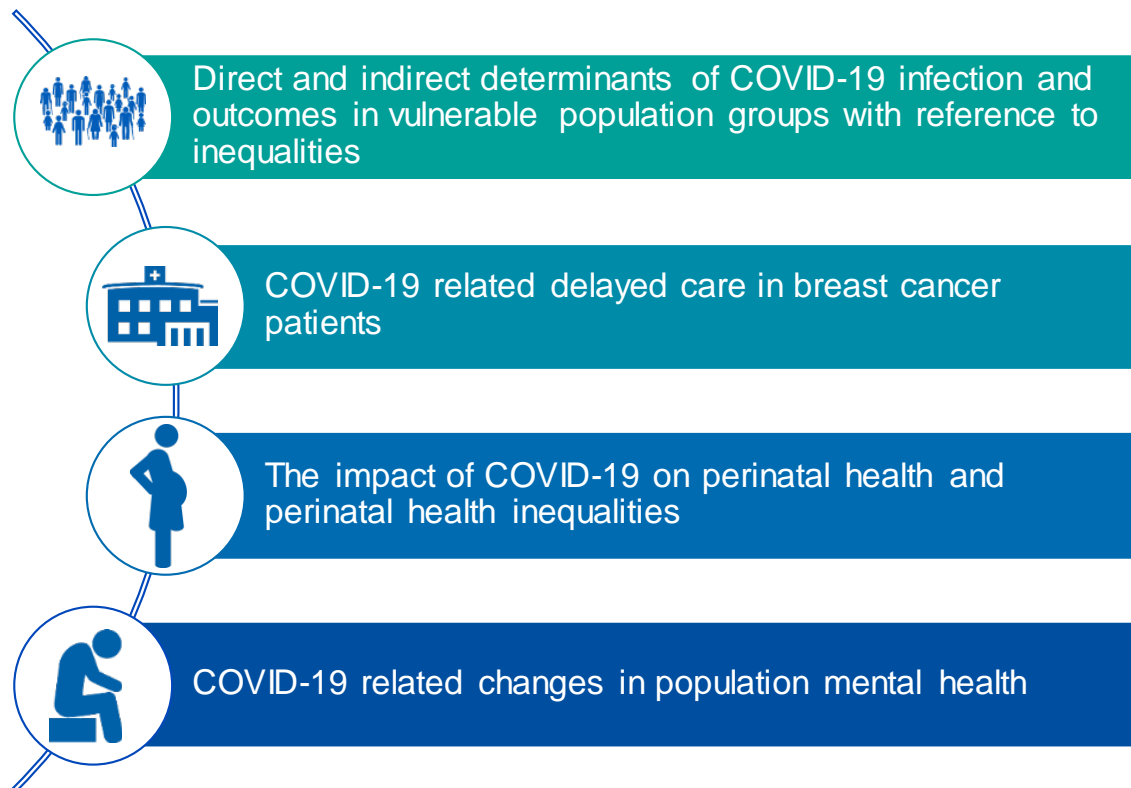 Direct and indirect determinants of COVID-19 infection and
outcomes in vulnerable population groups with reference to
inequalities
COVID-19 related delayed care in breast cancer
patients
The impact of COVID-19 on perinatal health and
perinatal health inequalities
COVID-19 related changes in population mental health